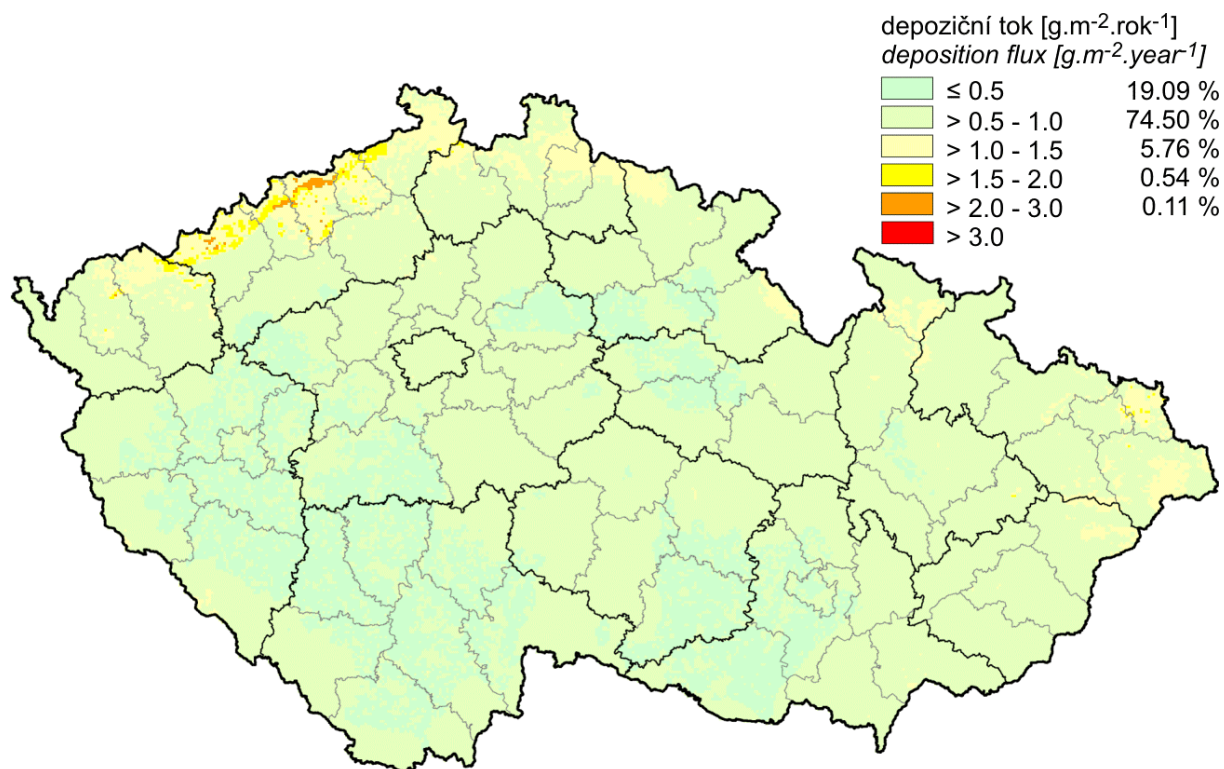 depoziční tok [g.m-2.rok-1]
deposition flux [g.m-2.year-1]
≤ 0.5 19.09 %
> 0.5 - 1.0 74.50 %
> 1.0 - 1.5 5.76 %
> 1.5 - 2.0 0.54 %
> 2.0 - 3.0 0.11 %
> 3.0